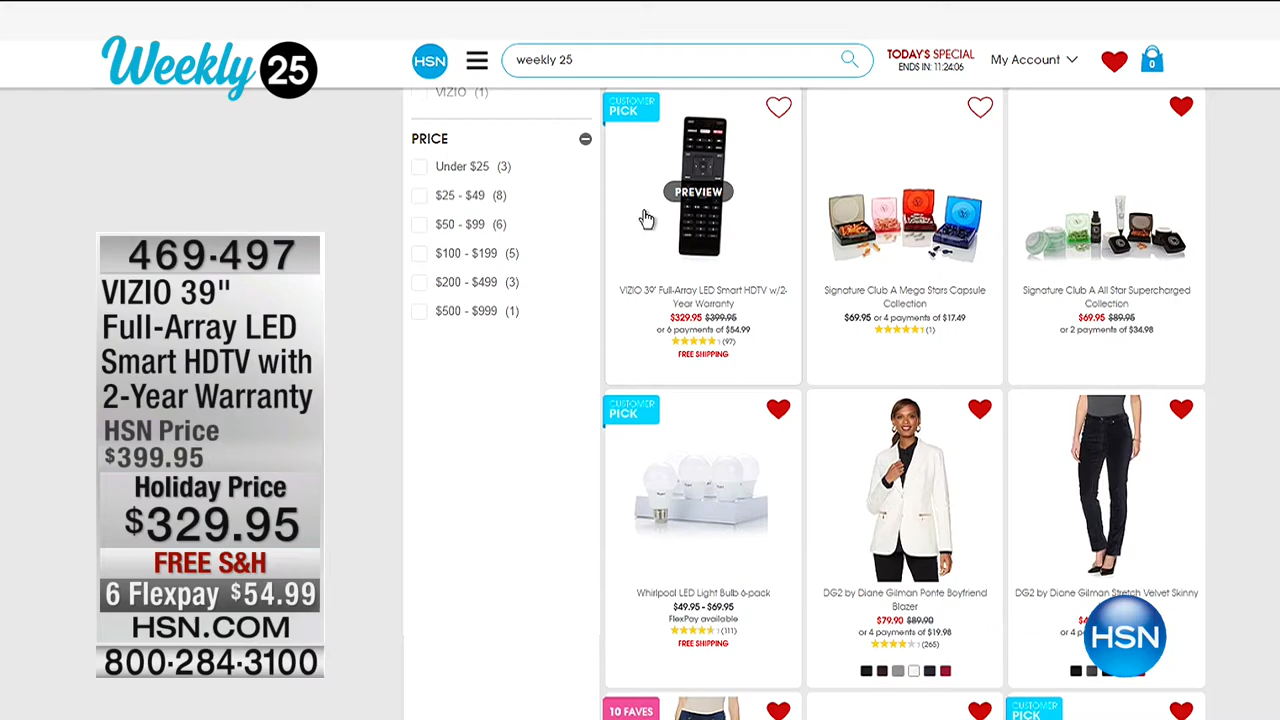 Weekly 25
HSN
weekly 25
TODAY'S SPECIAL
ENDS IN: 11:24:06
My Account
0
VIZIO (1)
PRICE
Under $25 (3)
$25 - $49 (8)
$50 - $99 (6)
$100 - $199 (5)
$200 - $499 (3)
$500 - $999 (1)
469-497
VIZIO 39"
Full-Array LED
Smart HDTV with
2-Year Warranty
HSN Price
$399.95
Holiday Price
$329.95
FREE S&H
6 Flexpay $54.99
HSN.COM
800-284-3100
CUSTOMER
PICK
PREVIEW
VIZIO 39" Full-Array LED Smart HDTV w/2-
Year Warranty
$329.95 $399.95
or 6 payments of $54.99
(97)
FREE SHIPPING
Signature Club A Mega Stars Capsule
Collection
$69.95 or 4 payments of $17.49
(1)
Signature Club A All Star Supercharged
Collection
$69.95 $89.95
or 2 payments of $34.98
CUSTOMER
PICK
Whirlpool LED Light Bulb 6-pack
$49.95 - $69.95
FlexPay available
(111)
FREE SHIPPING
DG2 by Diane Gilman Ponte Boyfriend
Blazer
$79.90 $89.90
or 4 payments of $19.98
(265)
DG2 by Diane Gilman Stretch Velvet Skinny
or 4
HSN
10 FAVES
CUSTOMER
PICK